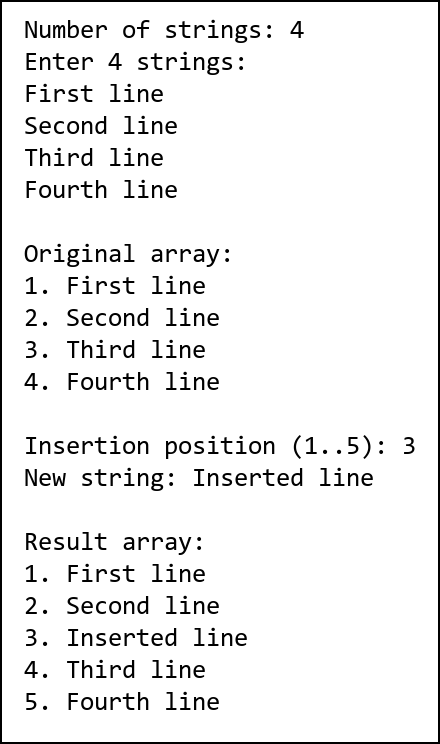 Number of strings: 4
Enter 4 strings:
First line
Second line
Third line
Fourth line

Original array:
1. First line
2. Second line
3. Third line
4. Fourth line

Insertion position (1..5): 3
New string: Inserted line

Result array:
1. First line
2. Second line
3. Inserted line
4. Third line
5. Fourth line